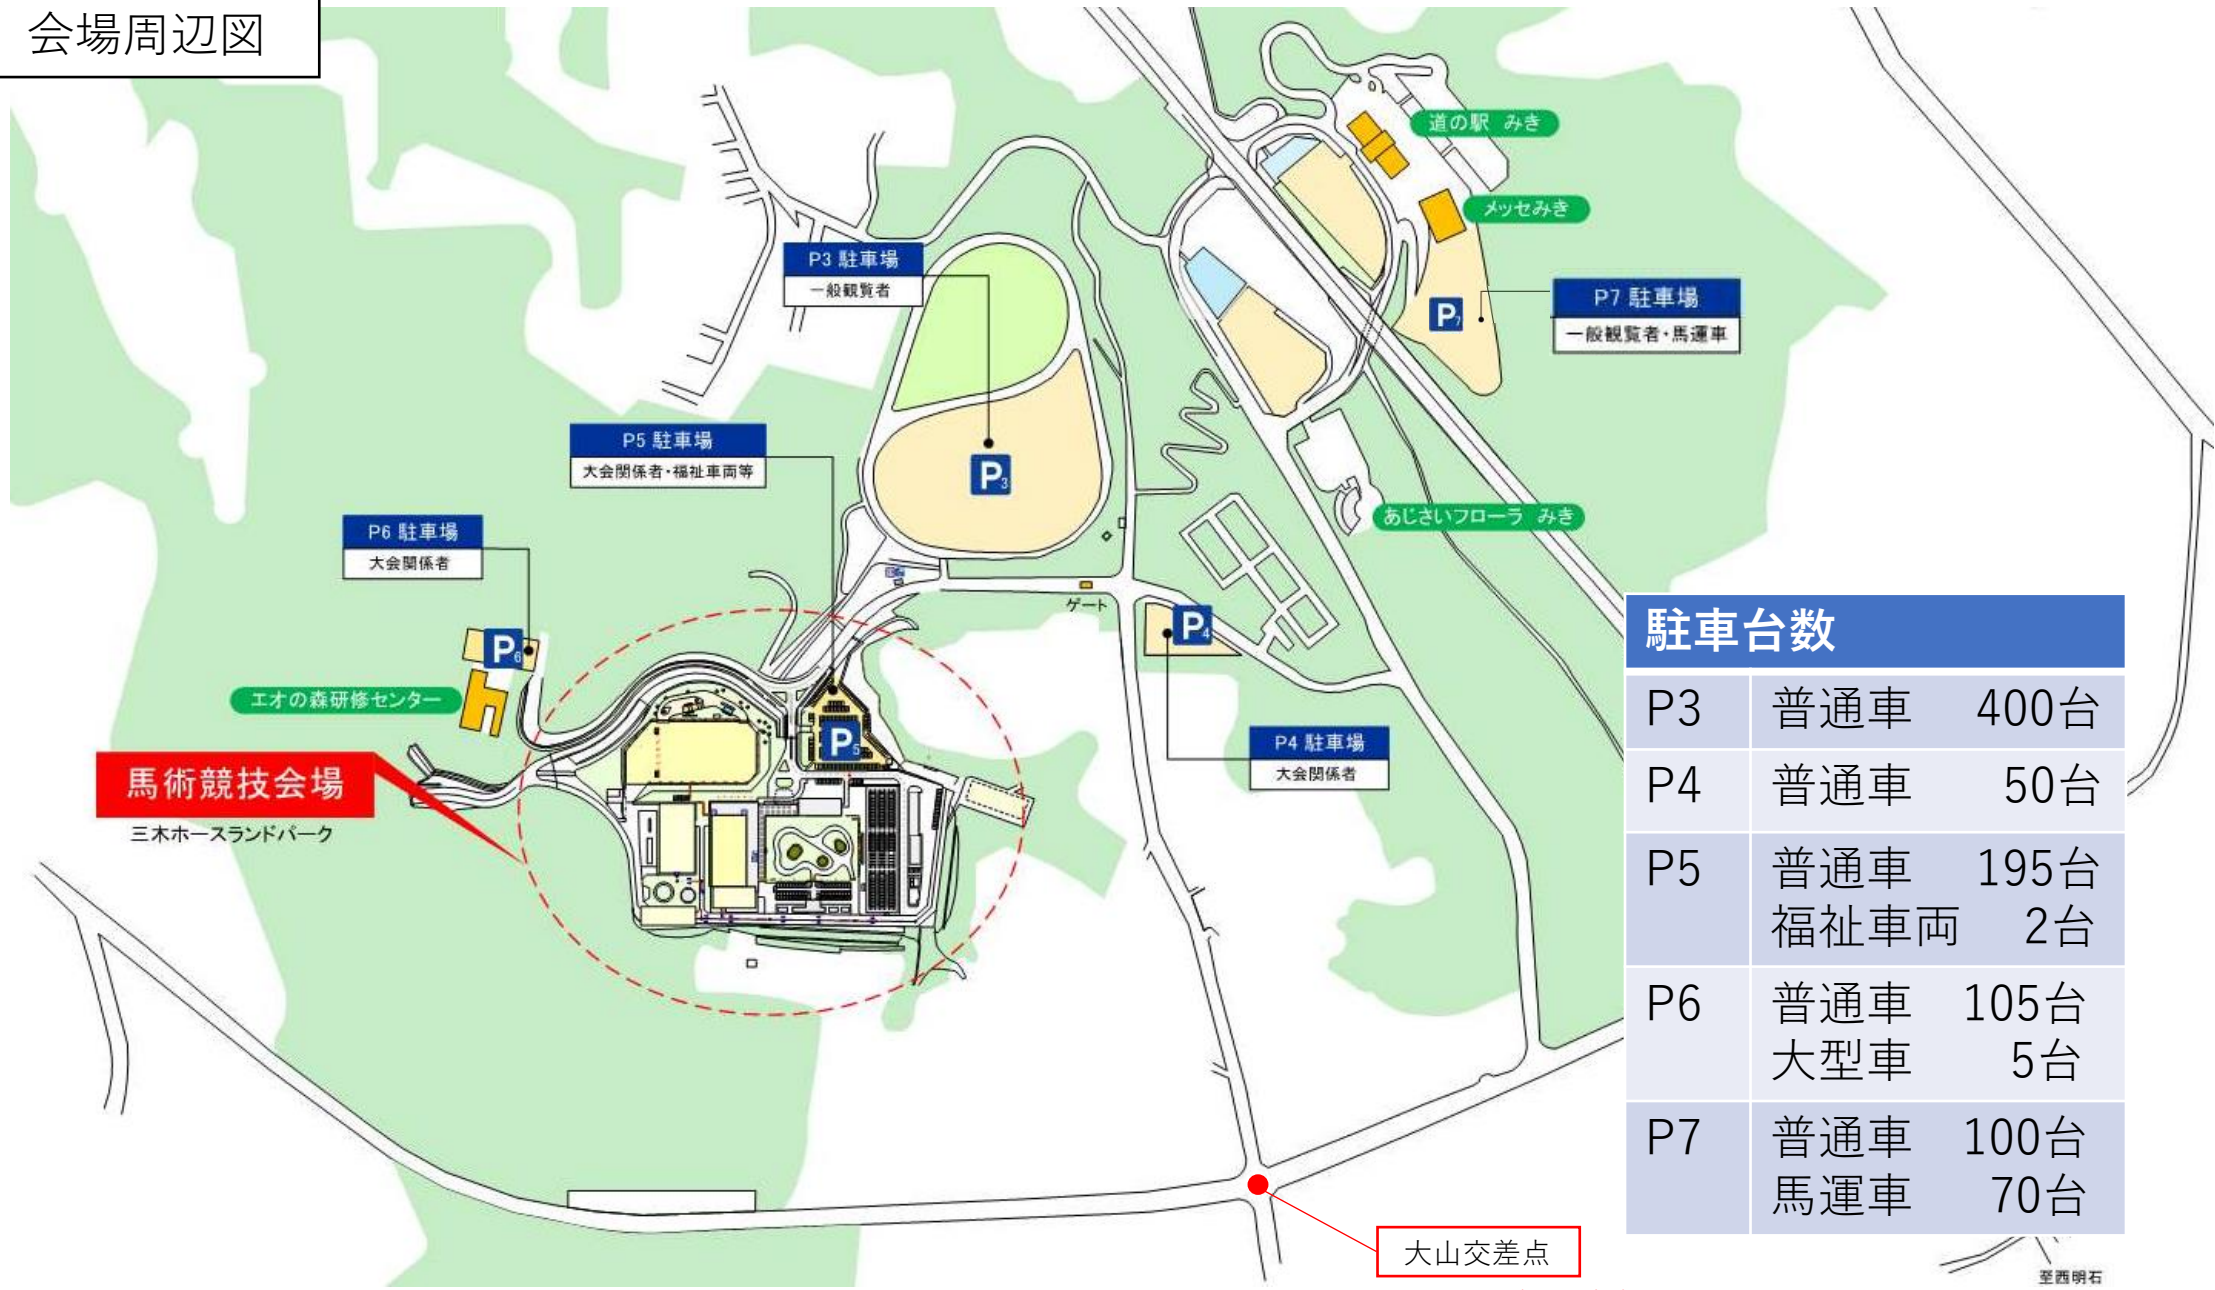 会場周辺図
道の駅 みき
メッセみき
P3 駐車場
一般観覧者
P7 駐車場
一般観覧者・馬運車
P7
P5 駐車場
大会関係者・福祉車両等
P3
あじさいフローラ みき
P6 駐車場
大会関係者
ゲート
P4
P6
エオの森研修センター
P5
P4 駐車場
大会関係者
馬術競技会場
三木ホースランドパーク
駐車台数
P3 普通車 400台
P4 普通車 50台
P5 普通車 195台
福祉車両 2台
P6 普通車 105台
大型車 5台
P7 普通車 100台
馬運車 70台
大山交差点
至西明石